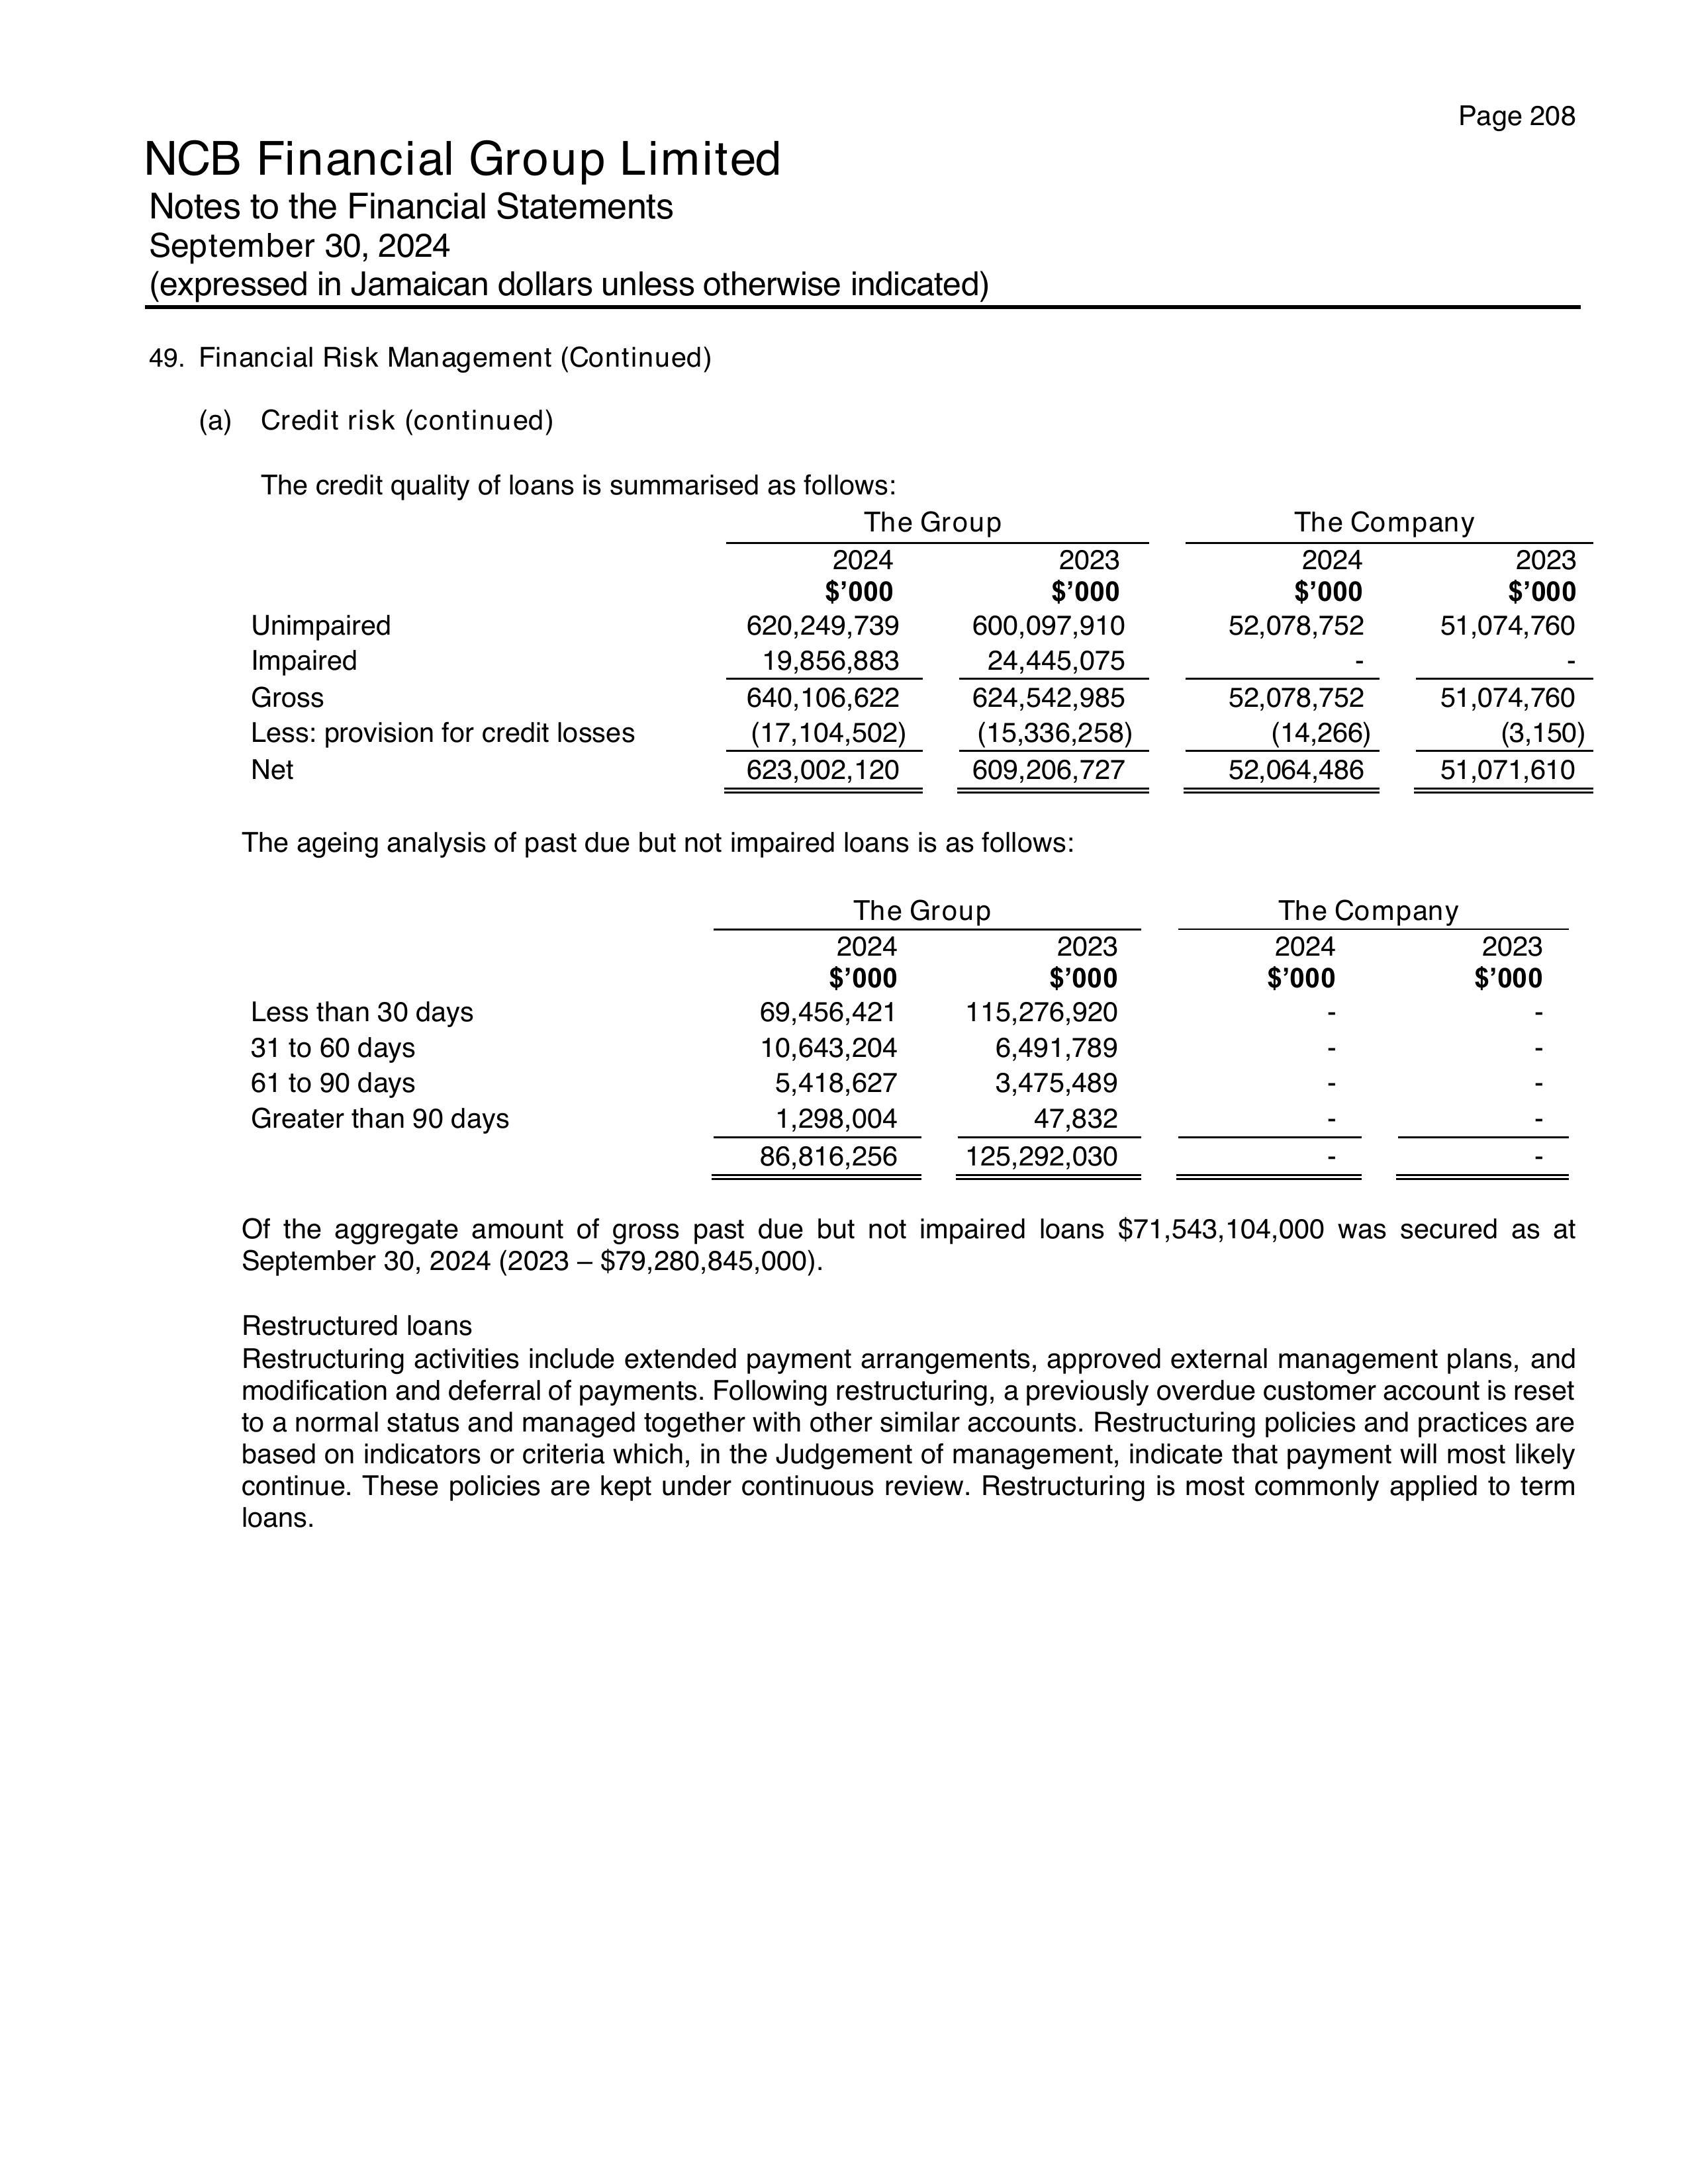 Page 208
NCB Financial Group Limited
Notes to the Financial Statements
September 30, 2024
(expressed in Jamaican dollars unless otherwise indicated)
49. Financial Risk Management (Continued)
(a) Credit risk (continued)
The credit quality of loans is summarised as follows:
The Group The Company
2024 2023 2024 2023
$’000 $’000 $’000 $’000
Unimpaired 620,249,739 600,097,910 52,078,752 51,074,760
Impaired 19,856,883 24,445,075 - -
Gross 640,106,622 624,542,985 52,078,752 51,074,760
Less: provision for credit losses (17,104,502) (15,336,258) (14,266) (3,150)
Net 623,002,120 609,206,727 52,064,486 51,071,610
The ageing analysis of past due but not impaired loans is as follows:
The Group The Company
2024 2023 2024 2023
$’000 $’000 $’000 $’000
Less than 30 days 69,456,421 115,276,920 - -
31 to 60 days 10,643,204 6,491,789 - -
61 to 90 days 5,418,627 3,475,489 - -
Greater than 90 days 1,298,004 47,832 - -
86,816,256 125,292,030 - -
Of the aggregate amount of gross past due but not impaired loans $71,543,104,000 was secured as at
September 30, 2024 (2023 – $79,280,845,000).
Restructured loans
Restructuring activities include extended payment arrangements, approved external management plans, and
modification and deferral of payments. Following restructuring, a previously overdue customer account is reset
to a normal status and managed together with other similar accounts. Restructuring policies and practices are
based on indicators or criteria which, in the Judgement of management, indicate that payment will most likely
continue. These policies are kept under continuous review. Restructuring is most commonly applied to term
loans.